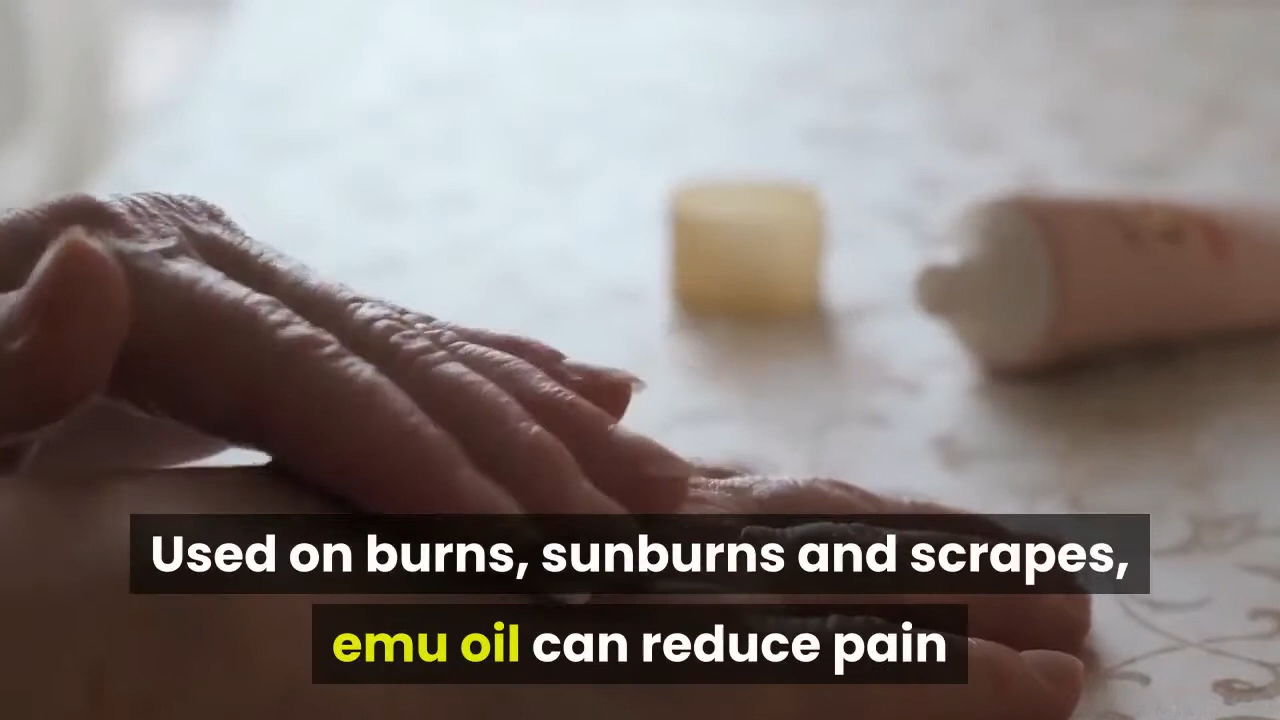 Used on burns, sunburns and scrapes,
emu oil can reduce pain